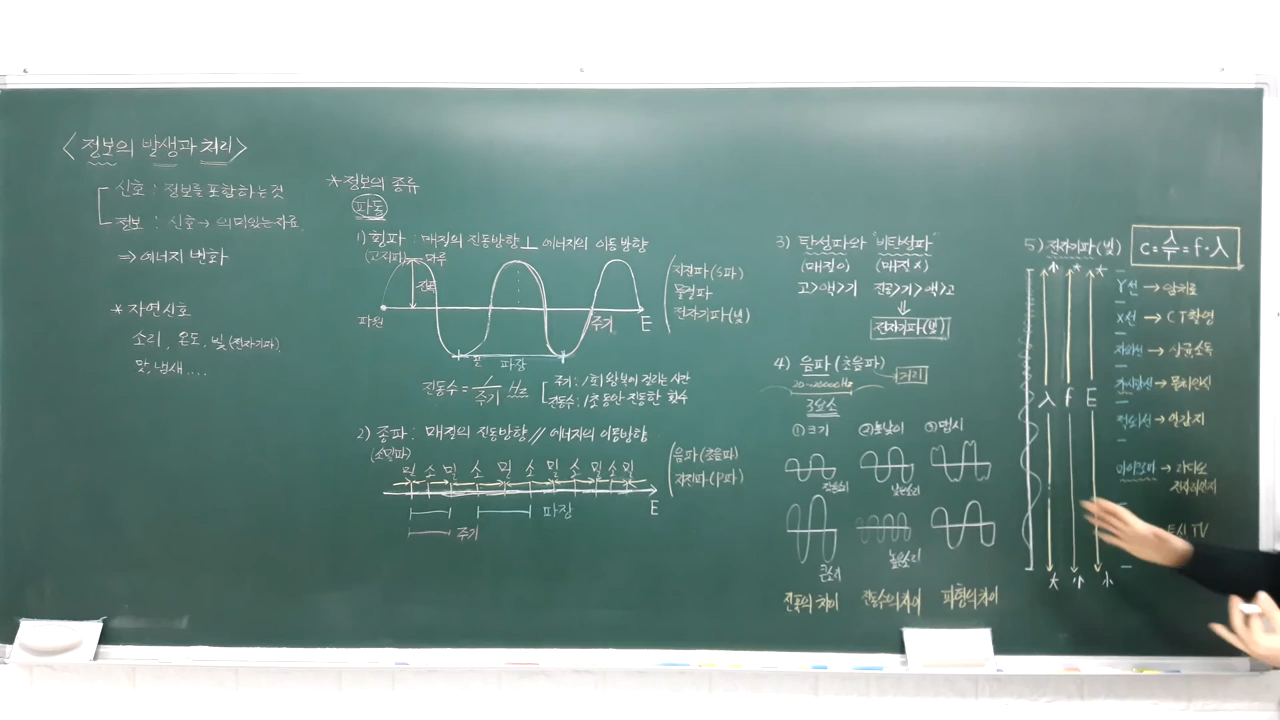 <정보의 발생과 처리>
신호 : 정보를 포함하는 것
정보 : 신호 → 의미있는 자료
⇒ 에너지 변화
* 자연신호
소리, 온도, 빛(전자기파)
맛, 냄새....
* 정보의 종류
파동
1) 횡파 : 매질의 진동방향 ⊥ 에너지의 이동방향
(고저파)
마루
진폭
파원
주기
E
골
파장
지진파(S파)
물결파
전자기파(빛)
진동수 = 1/주기 Hz
주기 : 1회 왕복에 걸리는 시간
진동수 : 1초 동안 진동한 횟수
2) 종파 : 매질의 진동방향 // 에너지의 이동방향
(소밀파)
밀 소 밀 소 밀 소 밀 소 밀 소 밀
E
파장
주기
음파(초음파)
지진파(P파)
3) 탄성파와 "비탄성파"
(매질O) (매질X)
고>액>기 진공>기>액>고
전자기파(빛)
4) 음파 (초음파)
20~20000Hz
거리
3요소
① 크기 ② 높낮이 ③ 맵시
작은소리
낮은소리
큰소리
높은소리
진폭의 차이 진동수의 차이 파형의 차이
5) 전자기파(빛)
C = λ/T = f·λ
小 大 大
λ f E
大 小 小
γ선 → 암치료
X선 → CT촬영
자외선 → 살균소독
가시광선 → 물체인식
적외선 → 열감지
마이크로파 → 라디오
전자레인지
TV